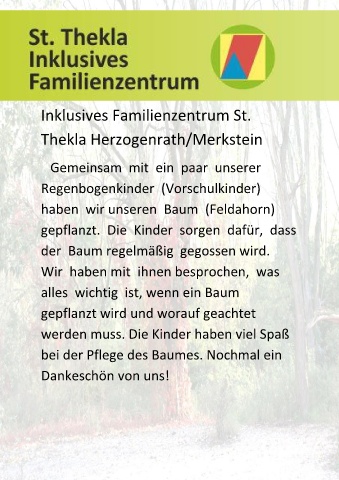 St. Thekla
Inklusives
Familienzentrum
Inklusives Familienzentrum St.
Thekla Herzogenrath/Merkstein
Gemeinsam mit ein paar unserer
Regenbogenkinder (Vorschulkinder)
haben wir unseren Baum (Feldahorn)
gepflanzt. Die Kinder sorgen dafür, dass
der Baum regelmäßig gegossen wird.
Wir haben mit ihnen besprochen, was
alles wichtig ist, wenn ein Baum
gepflanzt wird und worauf geachtet
werden muss. Die Kinder haben viel Spaß
bei der Pflege des Baumes. Nochmal ein
Dankeschön von uns!